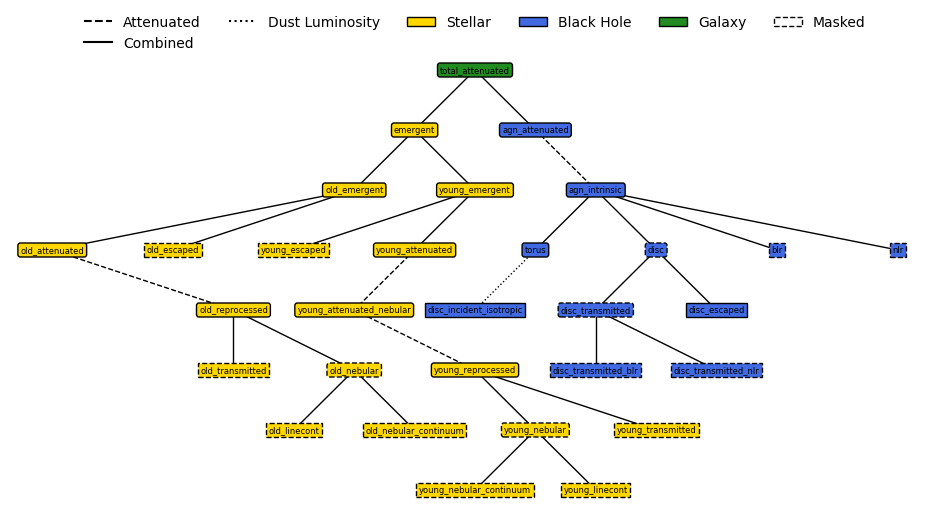 Attenuated Dust Luminosity Stellar Black Hole Galaxy Masked
Combined
total_attenuated
emergent agn_attenuated
old_emergent young_emergent agn_intrinsic
old_attenuated old_escaped young_escaped young_attenuated torus disc blr nlr
old_reprocessed young_attenuated_nebular disc_incident_isotropic disc_transmitted disc_escaped
old_transmitted old_nebular young_reprocessed disc_transmitted_blr disc_transmitted_nlr
old_linecont old_nebular_continuum young_nebular young_transmitted
young_nebular_continuum young_linecont